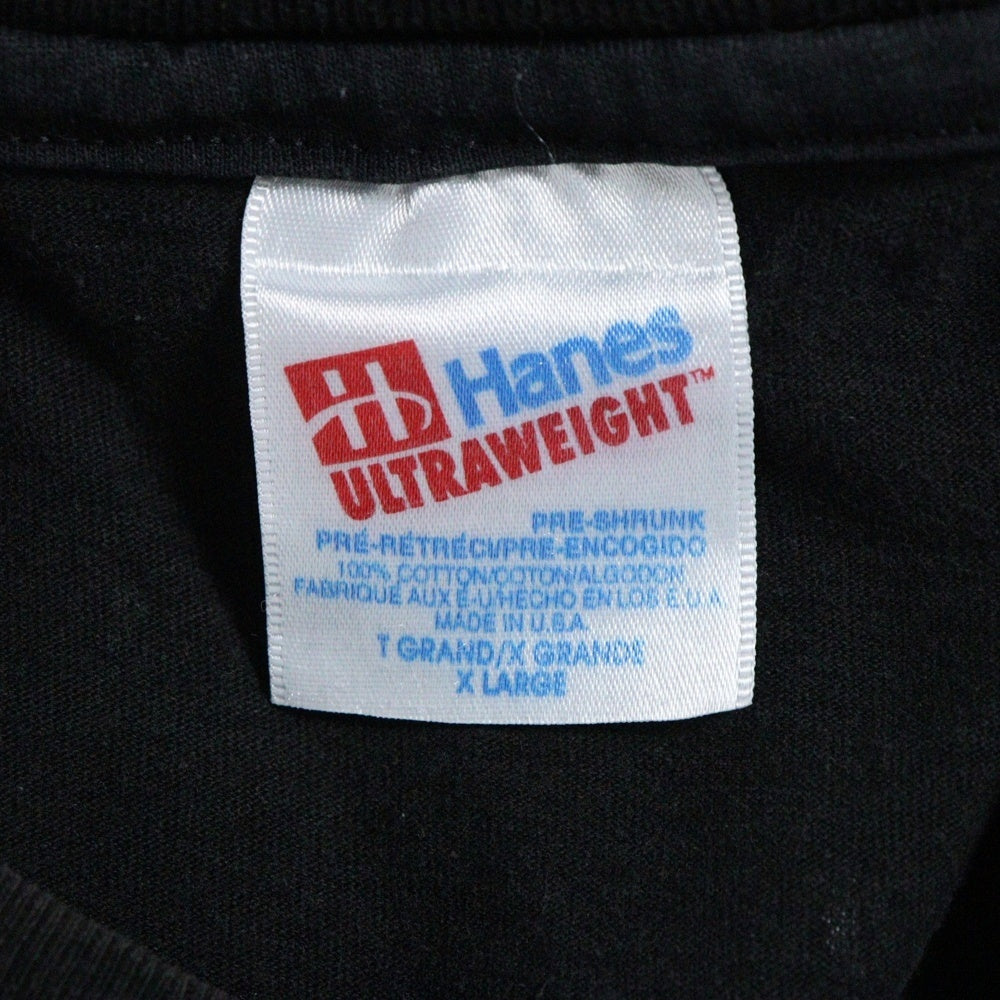 Hanes
ULTRAWEIGHT™
PRE-SHRUNK
PRÉ-RÉTRÉCI/PRE-ENCOGIDO
100% COTTON/COTON/ALGODON
FABRIQUÉ AUX É-U/HECHO EN LOS E.U.A.
MADE IN U.S.A.
T GRAND/X GRANDE
X LARGE